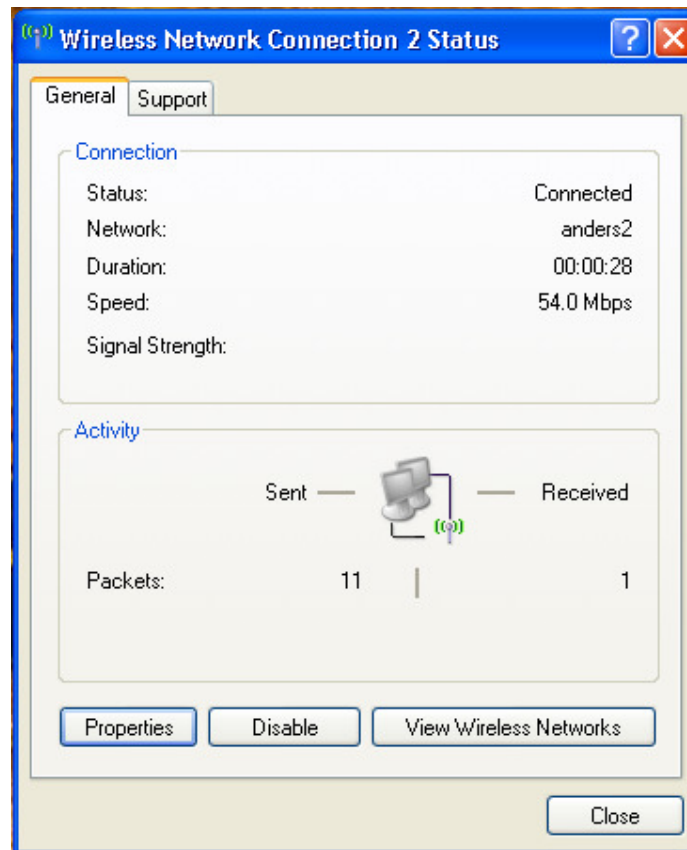 Wireless Network Connection 2 Status
General Support
Connection
Status: Connected
Network: anders2
Duration: 00:00:28
Speed: 54.0 Mbps
Signal Strength:
Activity
Sent Received
Packets: 11 1
Properties Disable View Wireless Networks
Close